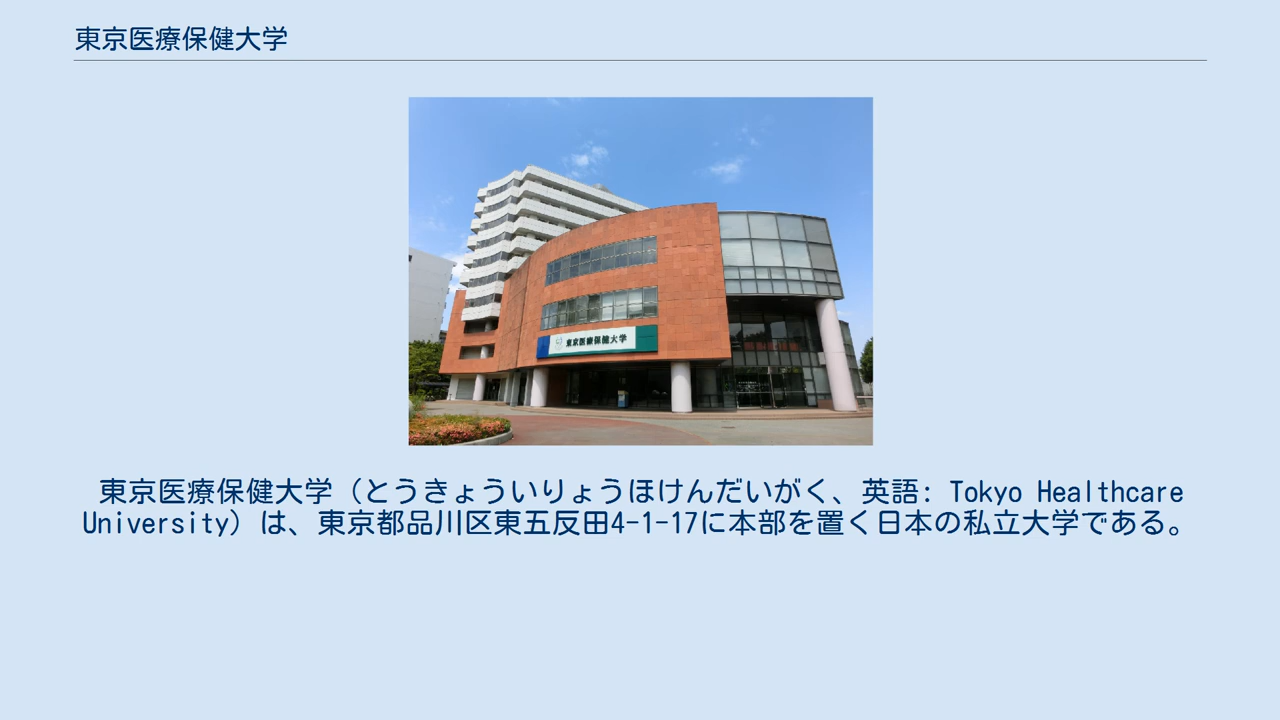 東京医療保健大学
東京医療保健大学
東京医療保健大学（とうきょういりょうほけんだいがく、英語: Tokyo Healthcare
University）は、東京都品川区東五反田4-1-17に本部を置く日本の私立大学である。